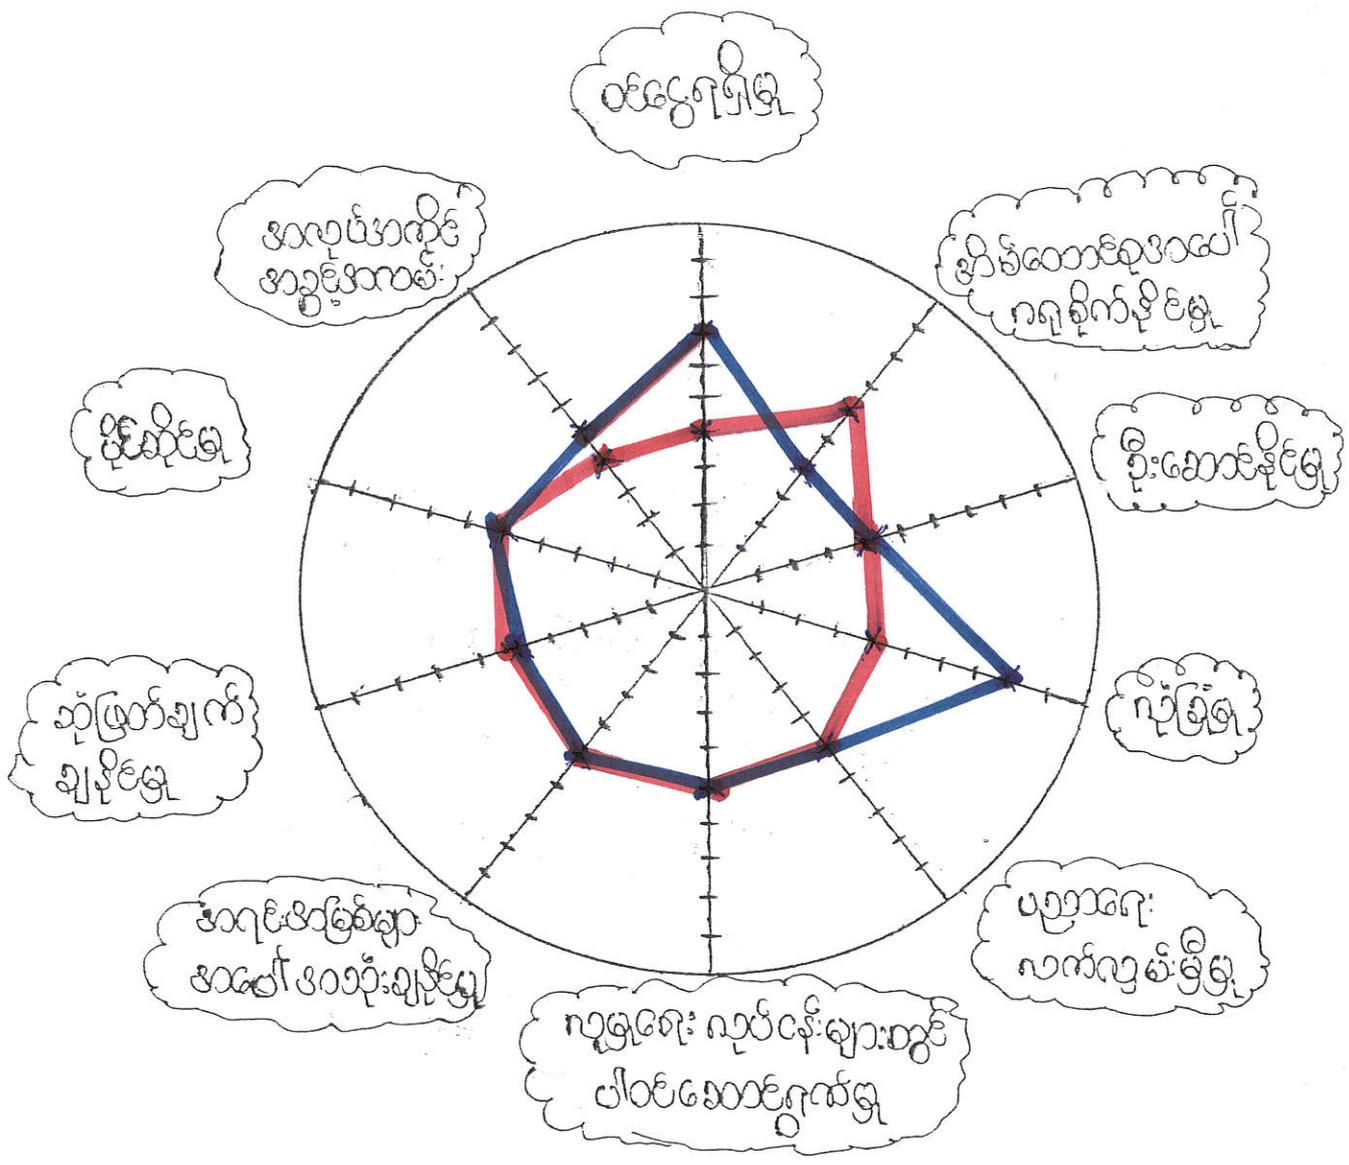 ဝင်ငွေရရှိမှု
အိမ်ထောင်စုအပေါ်
ဂရုစိုက်နိုင်မှု
ဦးဆောင်နိုင်မှု
လုံခြုံမှု
ပညာရေး
လက်လှမ်းမှီမှု
လူမှုရေး လုပ်ငန်းများတွင်
ပါဝင်ဆောင်ရွက်မှု
အရင်းအမြစ်များ
အပေါ် အသုံးချနိုင်မှု
ဆုံဖြတ်ချက်
ချနိုင်မှု
ပိုင်ဆိုင်မှု
အလုပ်အကိုင်
အခွင့်အလမ်း